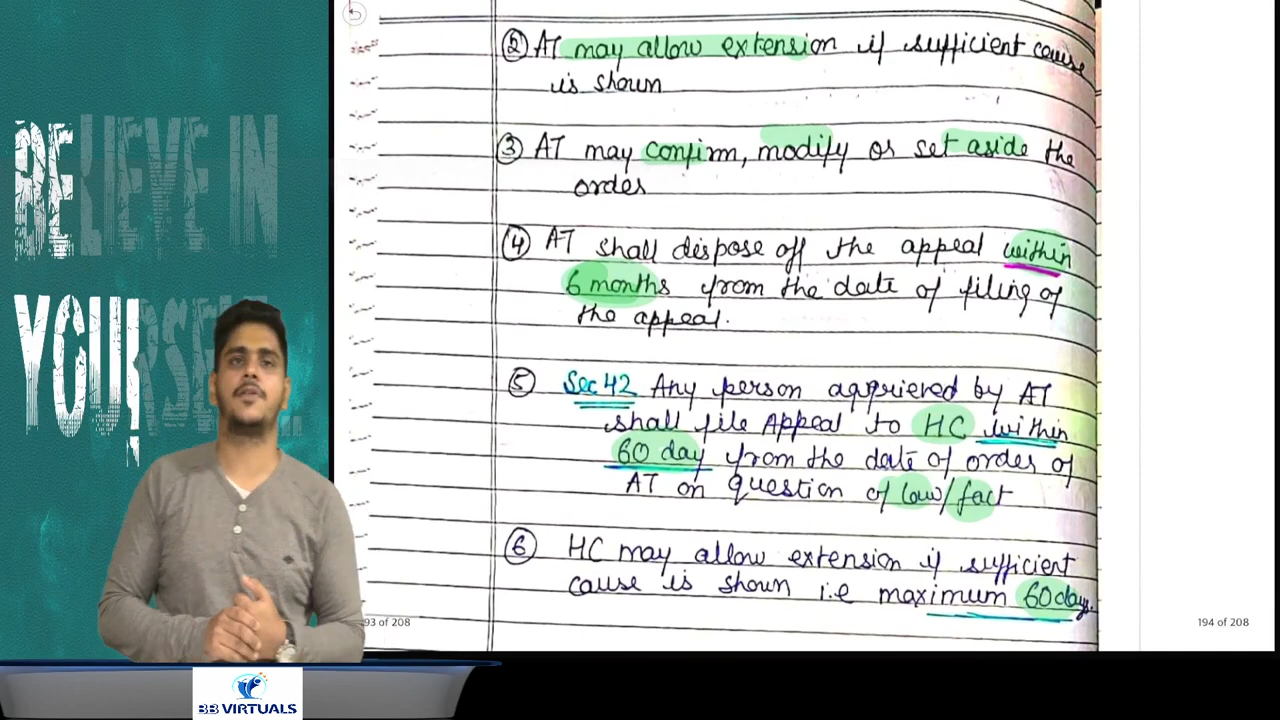 BELIEVE IN
YOURSELF.
② AT may allow extension if sufficient cause
is shown
③ AT may confirm, modify or set aside the
order
④ AT shall dispose off the appeal within
6 months from the date of filing of
the appeal.
⑤ Sec 42 Any person aggrieved by AT
shall file Appeal to HC within
60 day from the date of order of
AT on question of law/fact
⑥ HC may allow extension if sufficient
cause is shown i.e maximum 60 days.
93 of 208
194 of 208
BB VIRTUALS